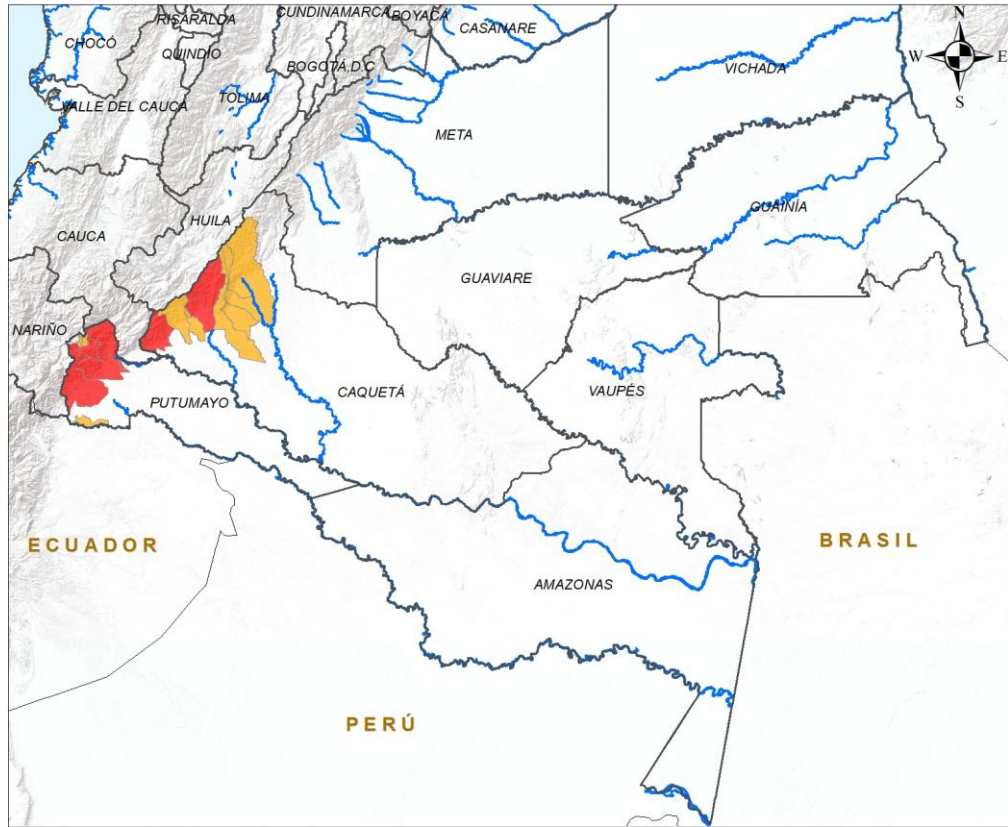 CUNDINAMARCA
BOYACÁ
RISARALDA
CASANARE
N
CHOCÓ
QUINDÍO
BOGOTÁ D.C
VICHADA
W
E
S
TOLIMA
VALLE DEL CAUCA
META
GUAINÍA
HUILA
CAUCA
GUAVIARE
NARIÑO
CAQUETÁ
VAUPÉS
PUTUMAYO
ECUADOR
BRASIL
AMAZONAS
PERÚ